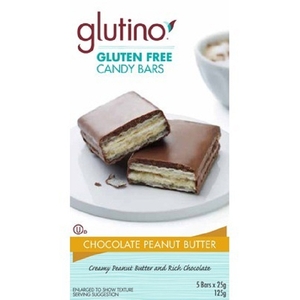 glutino
GLUTEN FREE
CANDY BARS
U D
CHOCOLATE PEANUT BUTTER
Creamy Peanut Butter and Rich Chocolate
ENLARGED TO SHOW TEXTURE
SERVING SUGGESTION
5 Bars x 25g
125g